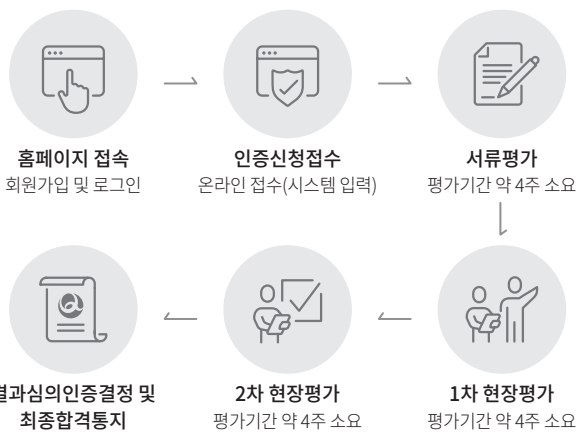 홈페이지 접속
회원가입 및 로그인
인증신청접수
온라인 접수(시스템 입력)
서류평가
평가기간 약 4주 소요
1차 현장평가
평가기간 약 4주 소요
2차 현장평가
평가기간 약 4주 소요
결과심의인증결정 및
최종합격통지